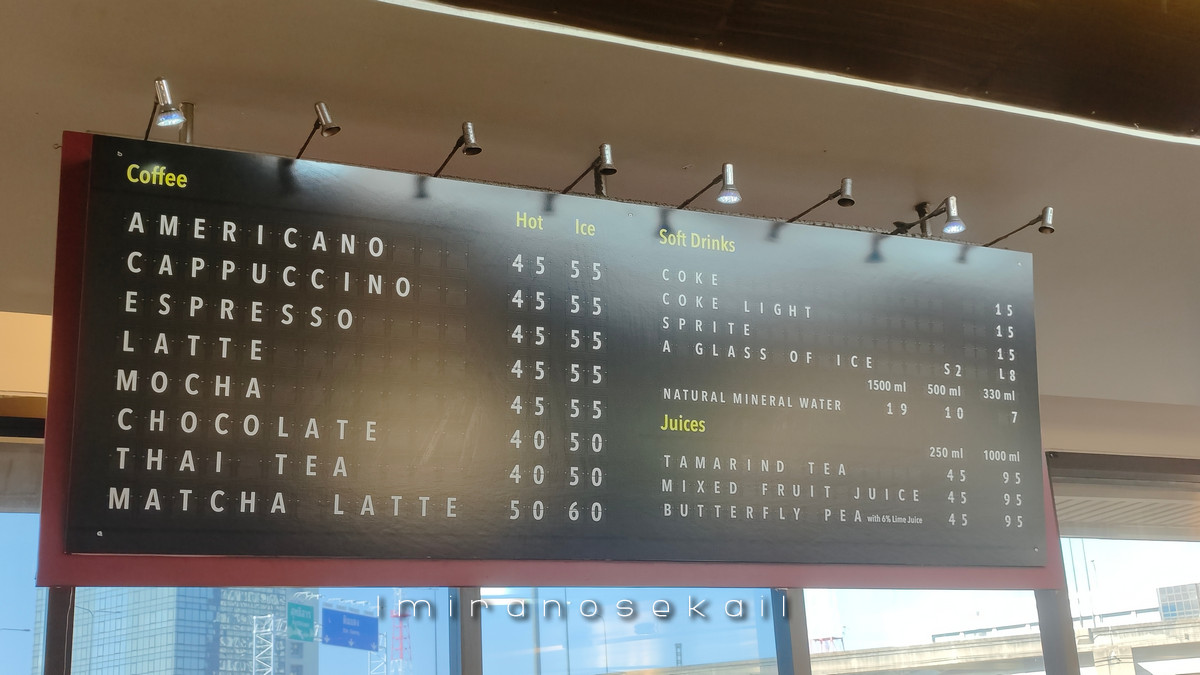 Coffee
Hot Ice
AMERICANO 45 55
CAPPUCCINO 45 55
ESPRESSO 45 55
LATTE 45 55
MOCHA 45 55
CHOCOLATE 40 50
THAI TEA 40 50
MATCHA LATTE 50 60
Soft Drinks
COKE 15
COKE LIGHT 15
SPRITE 15
A GLASS OF ICE S2 L8
1500 ml 500 ml 330 ml
NATURAL MINERAL WATER 19 10 7
Juices
250 ml 1000 ml
TAMARIND TEA 45 95
MIXED FRUIT JUICE 45 95
BUTTERFLY PEA with 6% Lime Juice 45 95
Imiranosekail